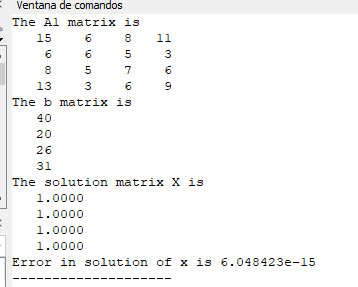 Ventana de comandos
The A1 matrix is
15 6 8 11
6 6 5 3
8 5 7 6
13 3 6 9
The b matrix is
40
20
26
31
The solution matrix X is
1.0000
1.0000
1.0000
1.0000
Error in solution of x is 6.048423e-15
--------------------